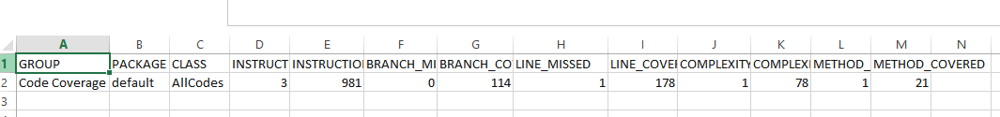 A B C D E F G H I J K L M N
1 GROUP PACKAGE CLASS INSTRUCT INSTRUCTIO BRANCH_MI BRANCH_CO LINE_MISSED LINE_COVE COMPLEXITY COMPLEXI METHOD_ METHOD_COVERED
2 Code Coverage default AllCodes 3 981 0 114 1 178 1 78 1 21
3